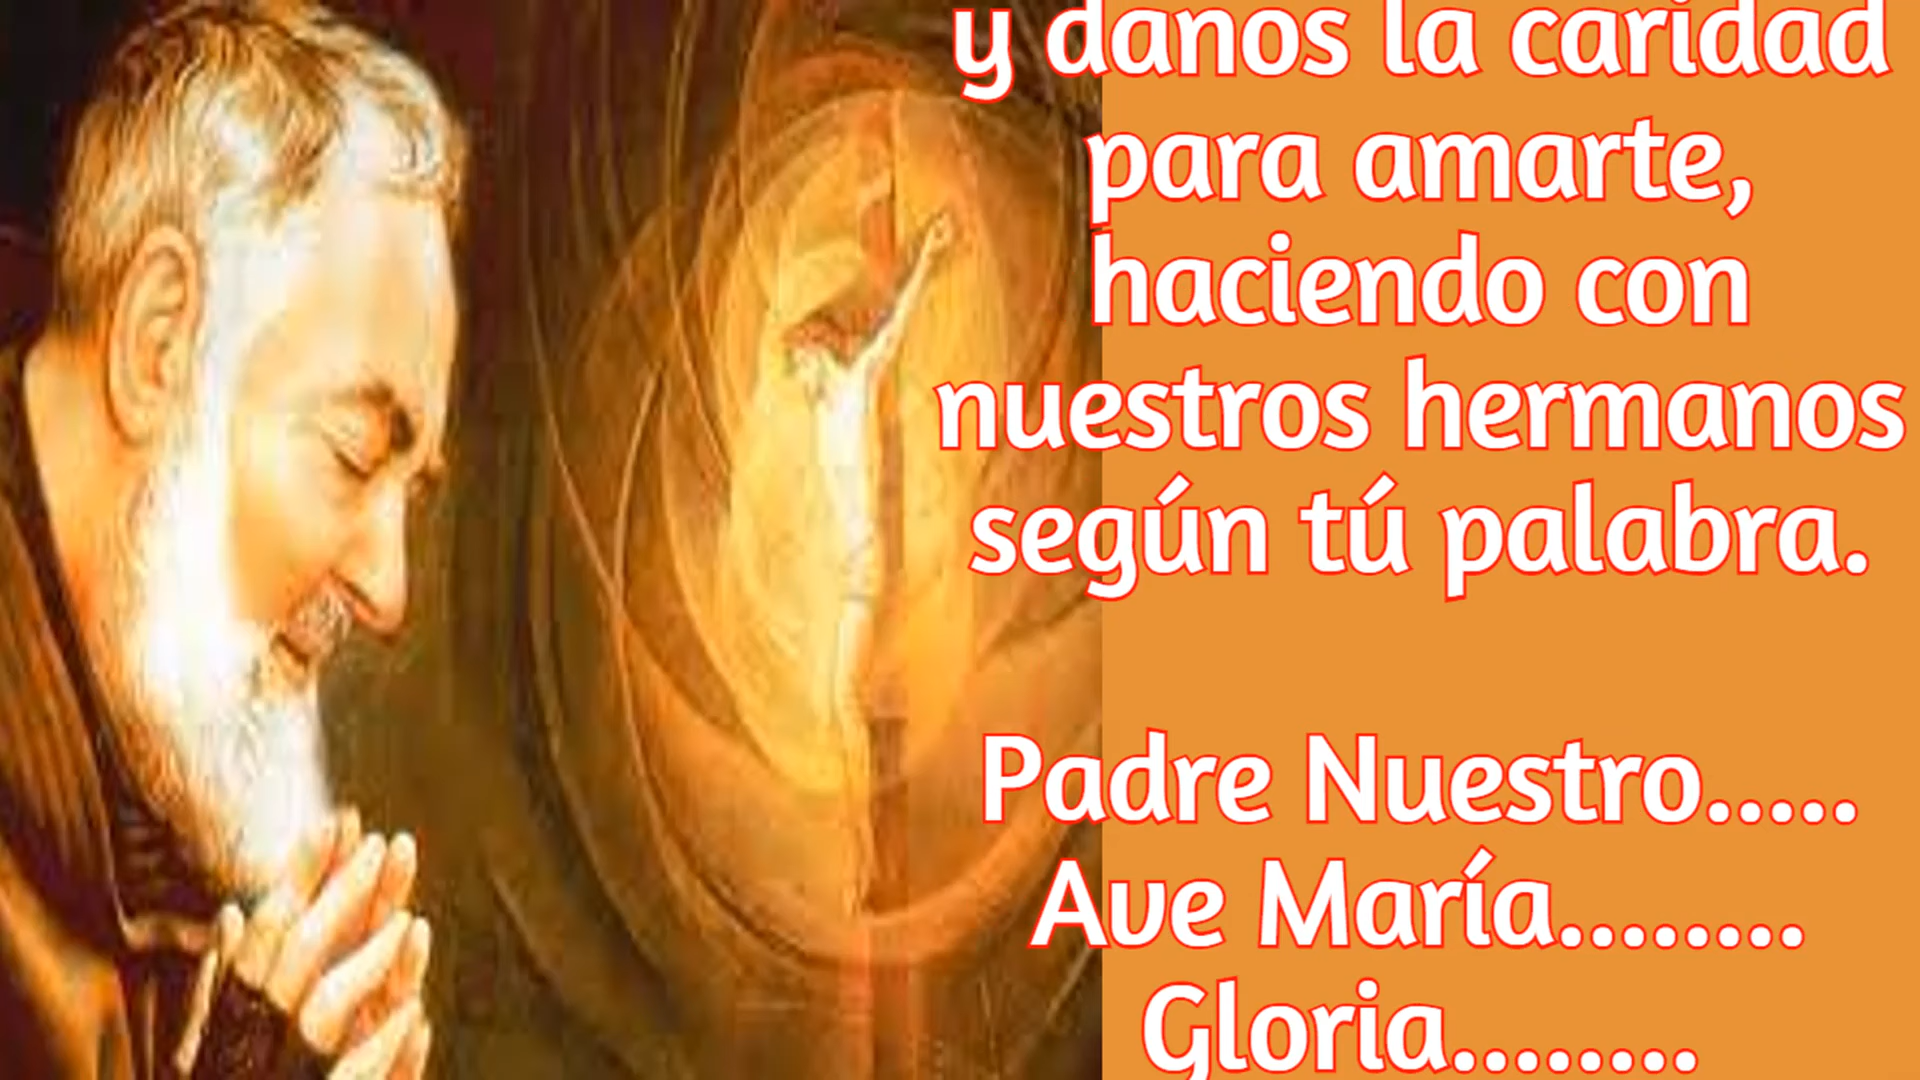 y danos la caridad
para amarte,
haciendo con
nuestros hermanos
según tú palabra.
Padre Nuestro.....
Ave María........
Gloria........